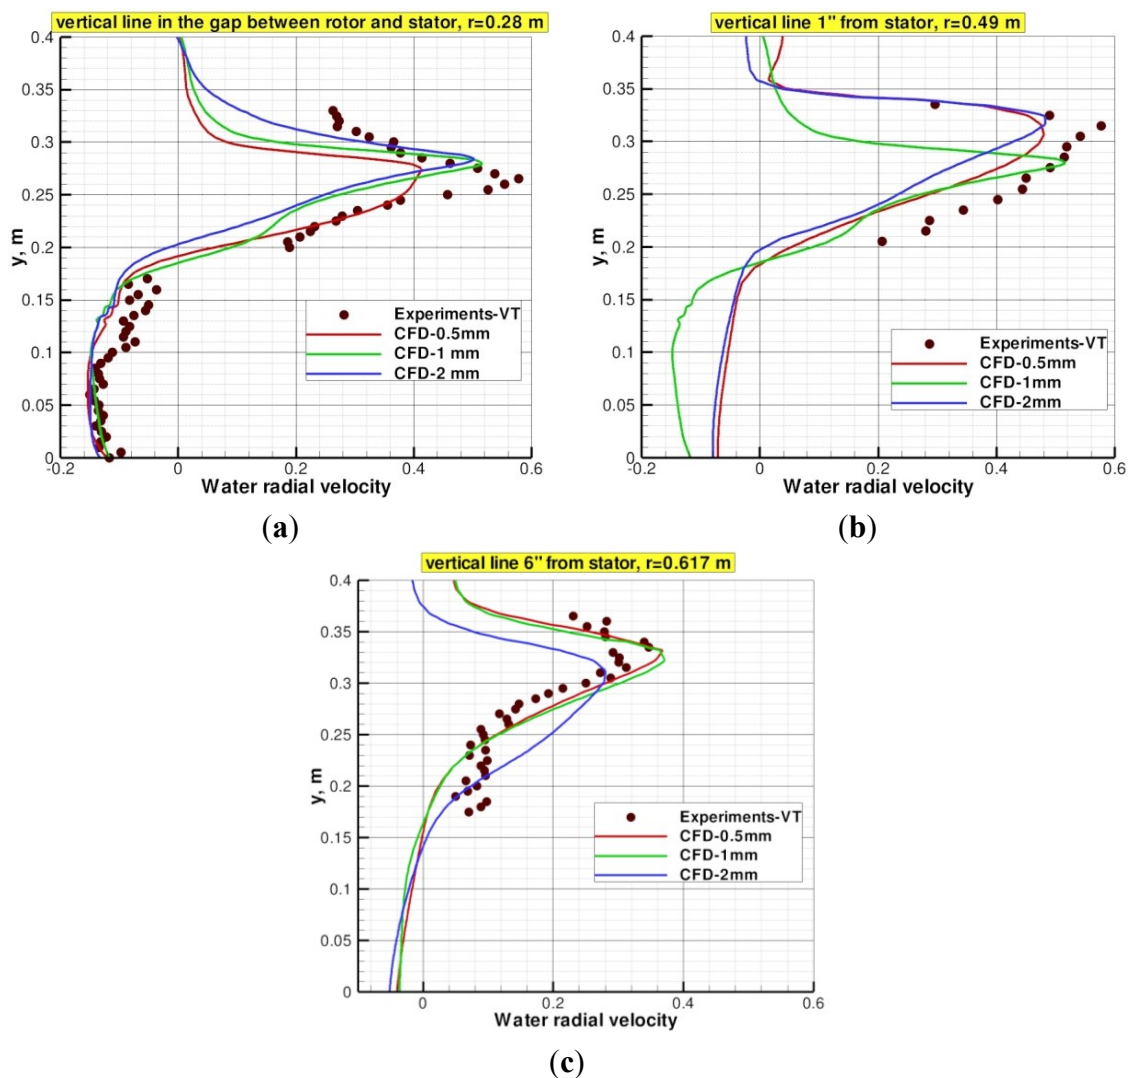 vertical line in the gap between rotor and stator, r=0.28 m
0.4
0.35
0.3
0.25
0.2
0.15
0.1
0.05
0
y, m
-0.2 0 0.2 0.4 0.6
Water radial velocity
Experiments-VT
CFD-0.5mm
CFD-1 mm
CFD-2 mm
(a)
vertical line 1" from stator, r=0.49 m
0.4
0.35
0.3
0.25
0.2
0.15
0.1
0.05
0
y, m
-0.2 0 0.2 0.4 0.6
Water radial velocity
Experiments-VT
CFD-0.5mm
CFD-1mm
CFD-2mm
(b)
vertical line 6" from stator, r=0.617 m
0.4
0.35
0.3
0.25
0.2
0.15
0.1
0.05
0
y, m
0 0.2 0.4 0.6
Water radial velocity
Experiments-VT
CFD-0.5mm
CFD-1mm
CFD-2mm
(c)